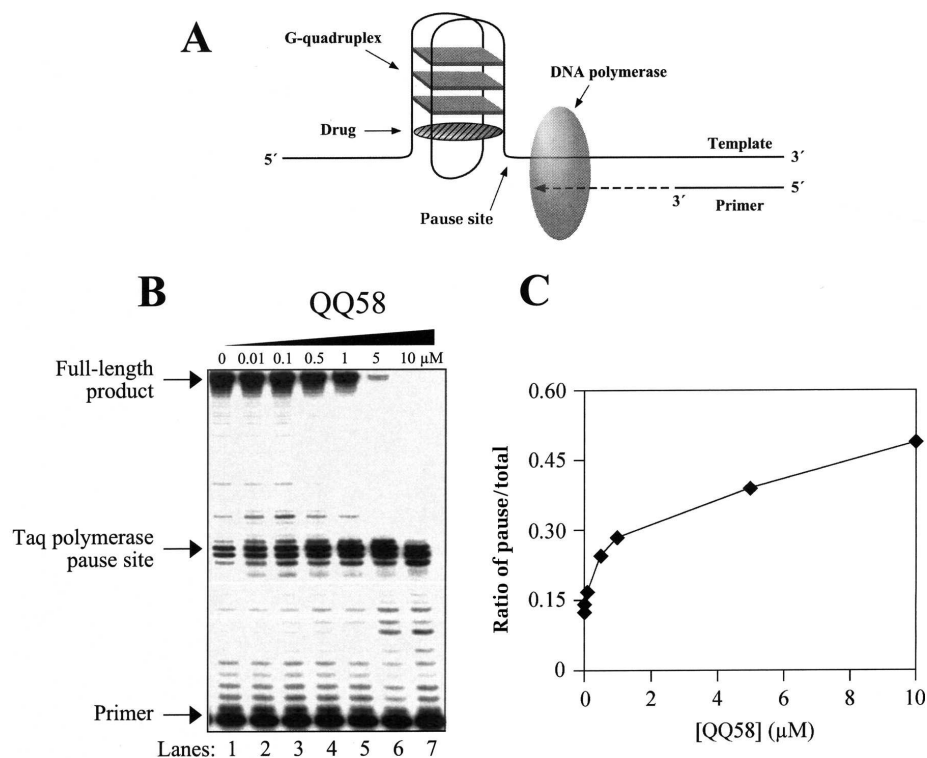 A
G-quadruplex
DNA polymerase
Drug
Template
5´
3´
5´
3´
Primer
Pause site
B
QQ58
0 0.01 0.1 0.5 1 5 10 μM
Full-length
product
Taq polymerase
pause site
Primer
Lanes: 1 2 3 4 5 6 7
C
0.60
0.45
0.30
0.15
0
Ratio of pause/total
0 2 4 6 8 10
[QQ58] (μM)